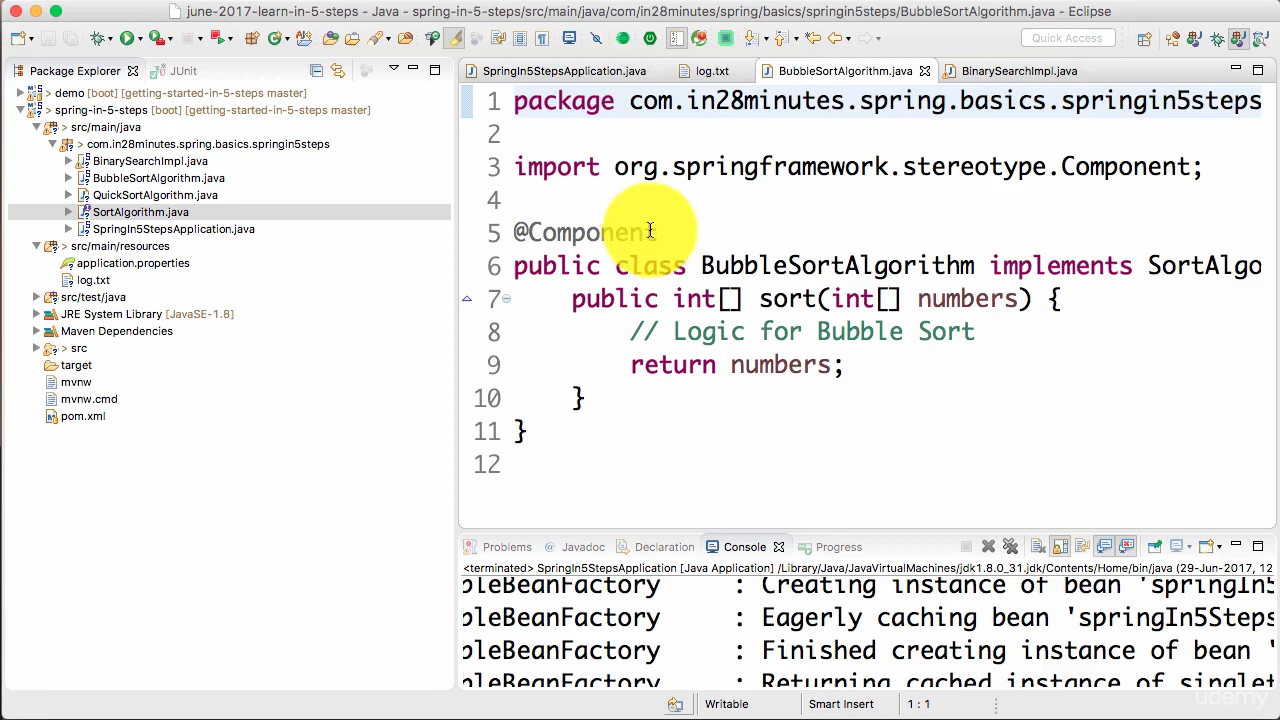 june-2017-learn-in-5-steps - Java - spring-in-5-steps/src/main/java/com/in28minutes/spring/basics/springin5steps/BubbleSortAlgorithm.java - Eclipse
Quick Access
Package Explorer
JUnit
SpringIn5StepsApplication.java
log.txt
BubbleSortAlgorithm.java
BinarySearchImpl.java
> demo [boot] [getting-started-in-5-steps master]
> spring-in-5-steps [boot] [getting-started-in-5-steps master]
> src/main/java
> com.in28minutes.spring.basics.springin5steps
BinarySearchImpl.java
BubbleSortAlgorithm.java
QuickSortAlgorithm.java
SortAlgorithm.java
SpringIn5StepsApplication.java
> src/main/resources
application.properties
log.txt
src/test/java
JRE System Library [JavaSE-1.8]
Maven Dependencies
> src
target
mvnw
mvnw.cmd
pom.xml
1 package com.in28minutes.spring.basics.springin5steps
2
3 import org.springframework.stereotype.Component;
4
5 @Component
6 public class BubbleSortAlgorithm implements SortAlgo
7 public int[] sort(int[] numbers) {
8 // Logic for Bubble Sort
9 return numbers;
10 }
11 }
12
Problems
@ Javadoc
Declaration
Console
Progress
<terminated> SpringIn5StepsApplication [Java Application] /Library/Java/JavaVirtualMachines/jdk1.8.0_31.jdk/Contents/Home/bin/java (29-Jun-2017, 12
bleBeanFactory : Creating instance of bean 'springIn5
bleBeanFactory : Eagerly caching bean 'springIn5Steps
bleBeanFactory : Finished creating instance of bean '
bleBeanFactory : Returning cached instance of singlet
Writable
Smart Insert
1 : 1
udemy